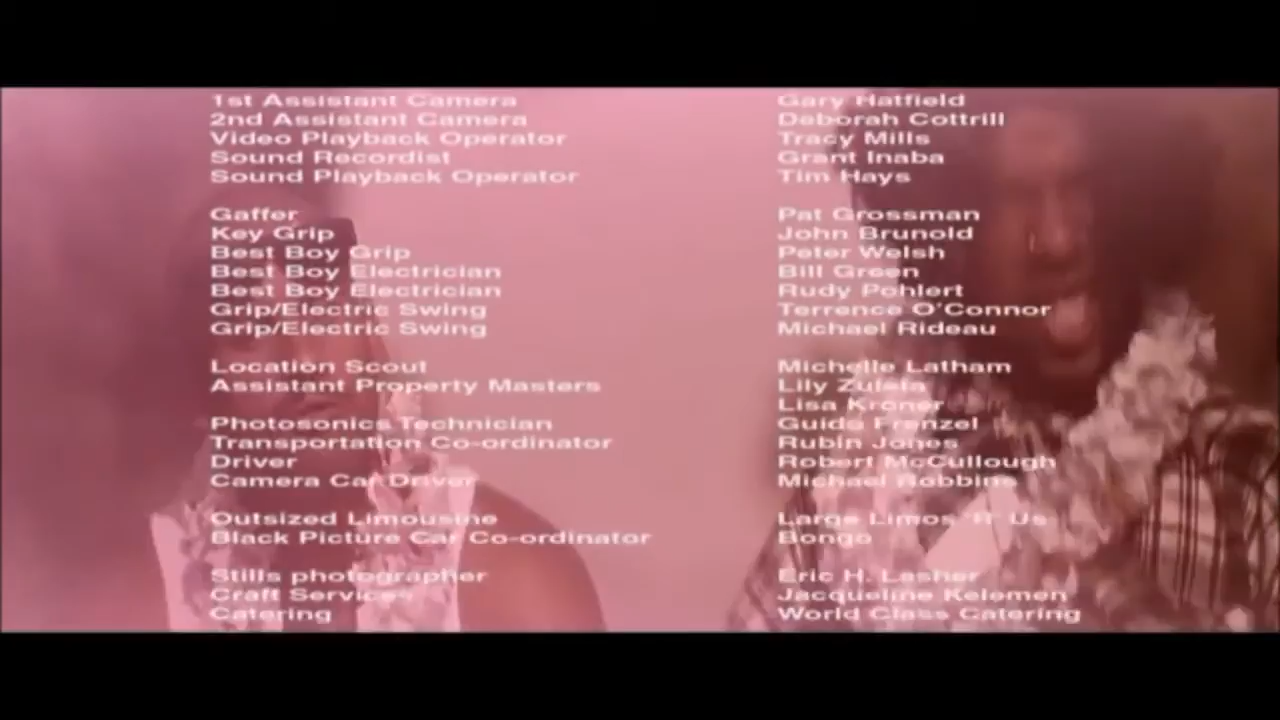 1st Assistant Camera Gary Hatfield
2nd Assistant Camera Deborah Cottrill
Video Playback Operator Tracy Mills
Sound Recordist Grant Inaba
Sound Playback Operator Tim Hays
Gaffer Pat Grossman
Key Grip John Brunold
Best Boy Grip Peter Welsh
Best Boy Electrician Bill Green
Best Boy Electrician Rudy Pohlert
Grip/Electric Swing Terrence O'Connor
Grip/Electric Swing Michael Rideau
Location Scout Michelle Latham
Assistant Property Masters Lily Zuleta
Lisa Kroner
Photosonics Technician Guido Frenzel
Transportation Co-ordinator Rubin Jones
Driver Robert McCullough
Camera Car Driver Michael Robbins
Outsized Limousine Large Limos 'R' Us
Black Picture Car Co-ordinator Bongo
Stills photographer Eric H. Lasher
Craft Services Jacqueline Kelemen
Catering World Class Catering